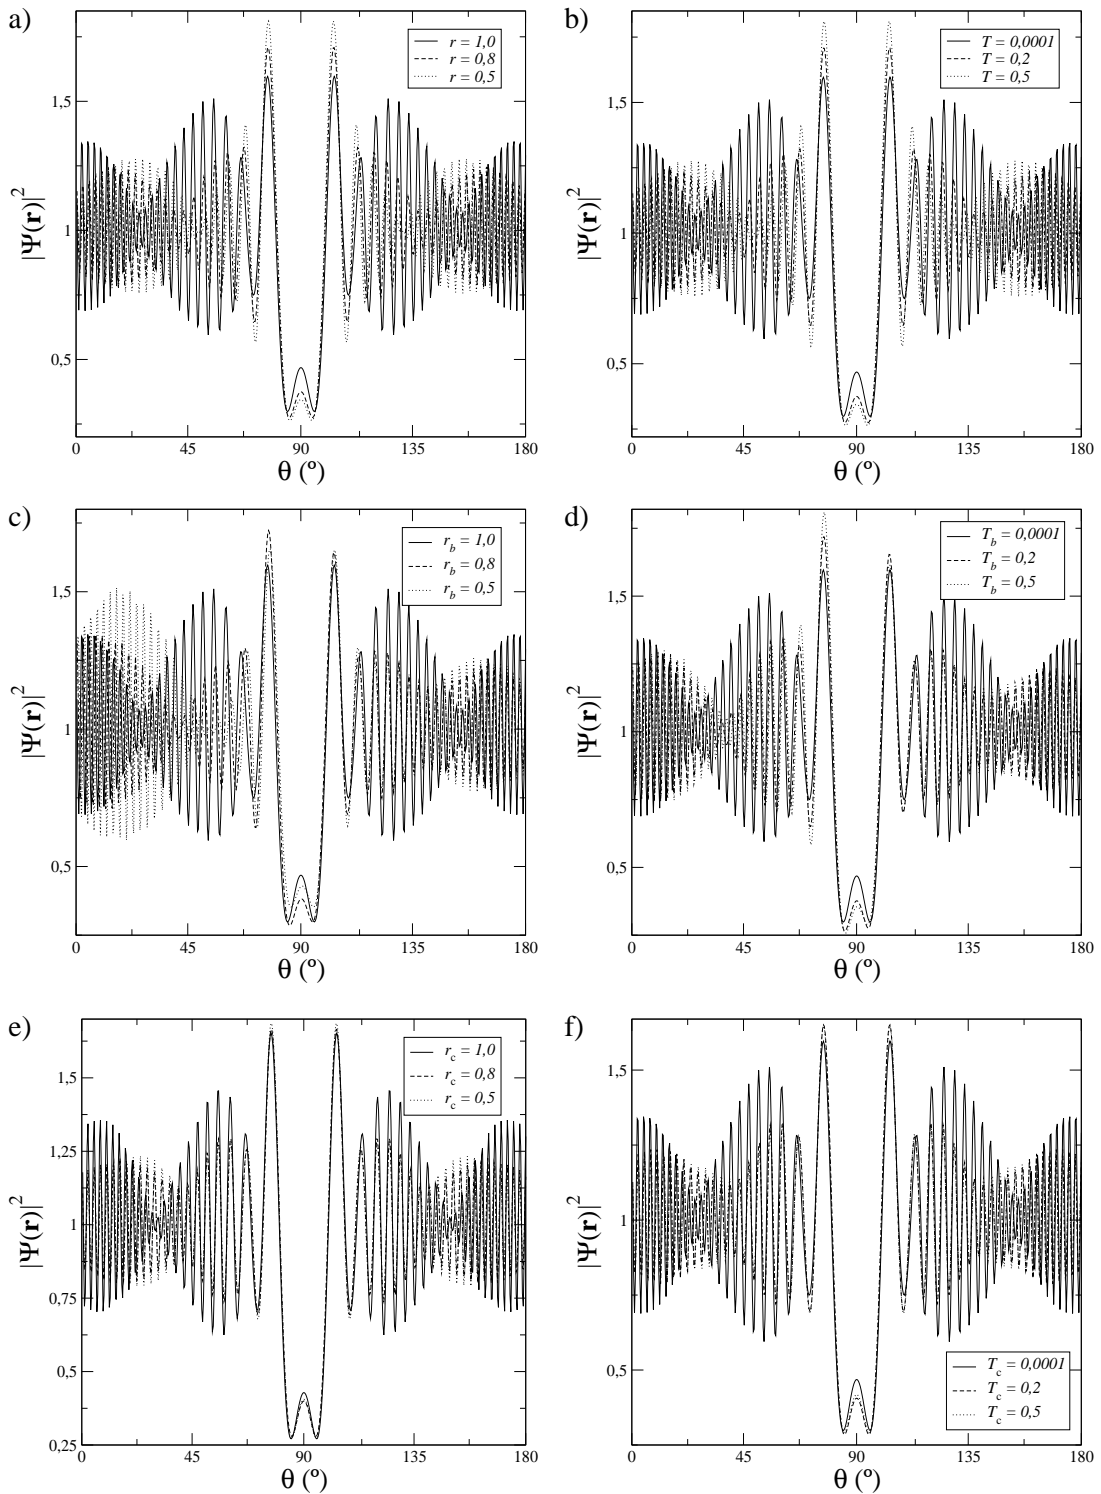 a)
r = 1,0
r = 0,8
r = 0,5
1,5
1
0,5
0 45 90 135 180
θ (º)
|Ψ(r)|²
b)
T = 0,0001
T = 0,2
T = 0,5
1,5
1
0,5
0 45 90 135 180
θ (º)
|Ψ(r)|²
c)
r_b = 1,0
r_b = 0,8
r_b = 0,5
1,5
1
0,5
0 45 90 135 180
θ (º)
|Ψ(r)|²
d)
T_b = 0,0001
T_b = 0,2
T_b = 0,5
1,5
1
0,5
0 45 90 135 180
θ (º)
|Ψ(r)|²
e)
r_c = 1,0
r_c = 0,8
r_c = 0,5
1,5
1,25
1
0,75
0,5
0,25
0 45 90 135 180
θ (º)
|Ψ(r)|²
f)
T_c = 0,0001
T_c = 0,2
T_c = 0,5
1,5
1
0,5
0 45 90 135 180
θ (º)
|Ψ(r)|²